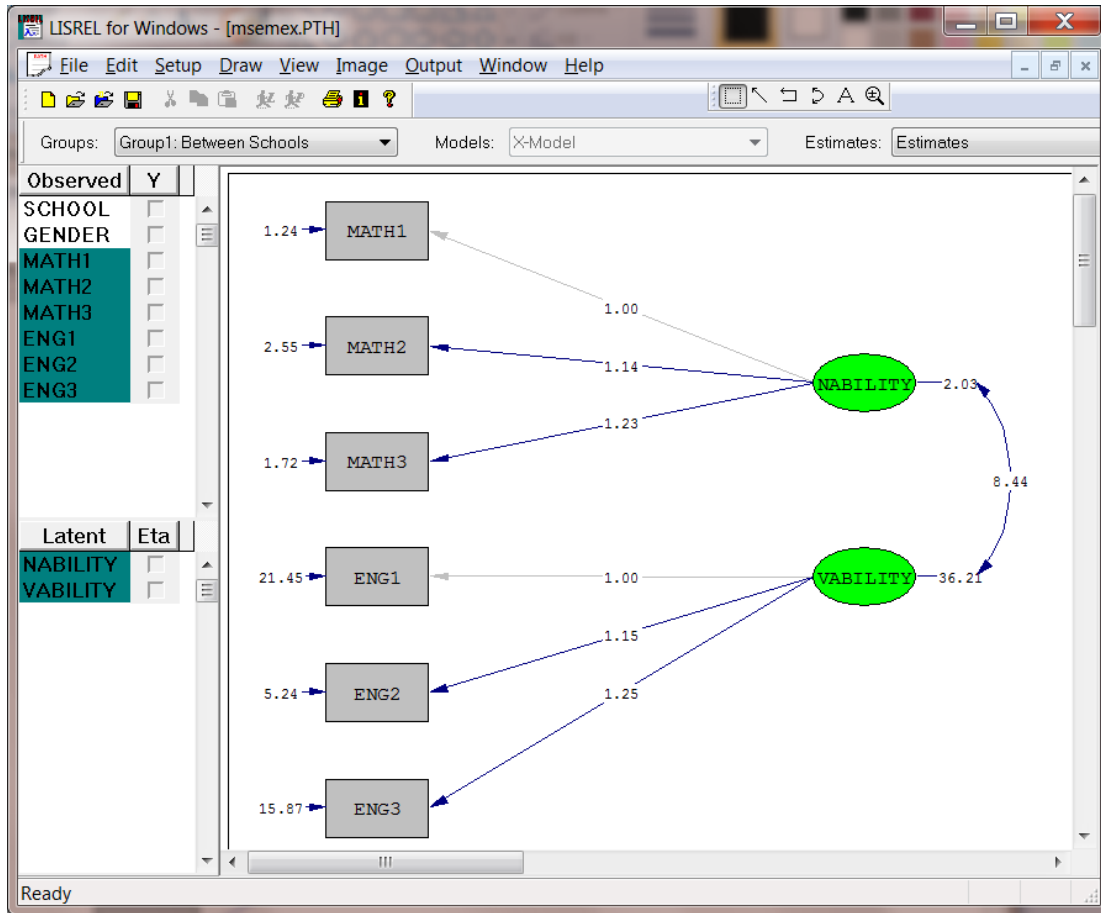 LISREL for Windows - [msemex.PTH]
File Edit Setup Draw View Image Output Window Help
Groups: Group1: Between Schools Models: X-Model Estimates: Estimates
Observed Y
SCHOOL
GENDER
MATH1
MATH2
MATH3
ENG1
ENG2
ENG3
Latent Eta
NABILITY
VABILITY
1.24 MATH1
1.00
2.55 MATH2
1.14
NABILITY 2.03
1.23
1.72 MATH3
8.44
21.45 ENG1 1.00 VABILITY 36.21
1.15
5.24 ENG2 1.25
15.87 ENG3
Ready